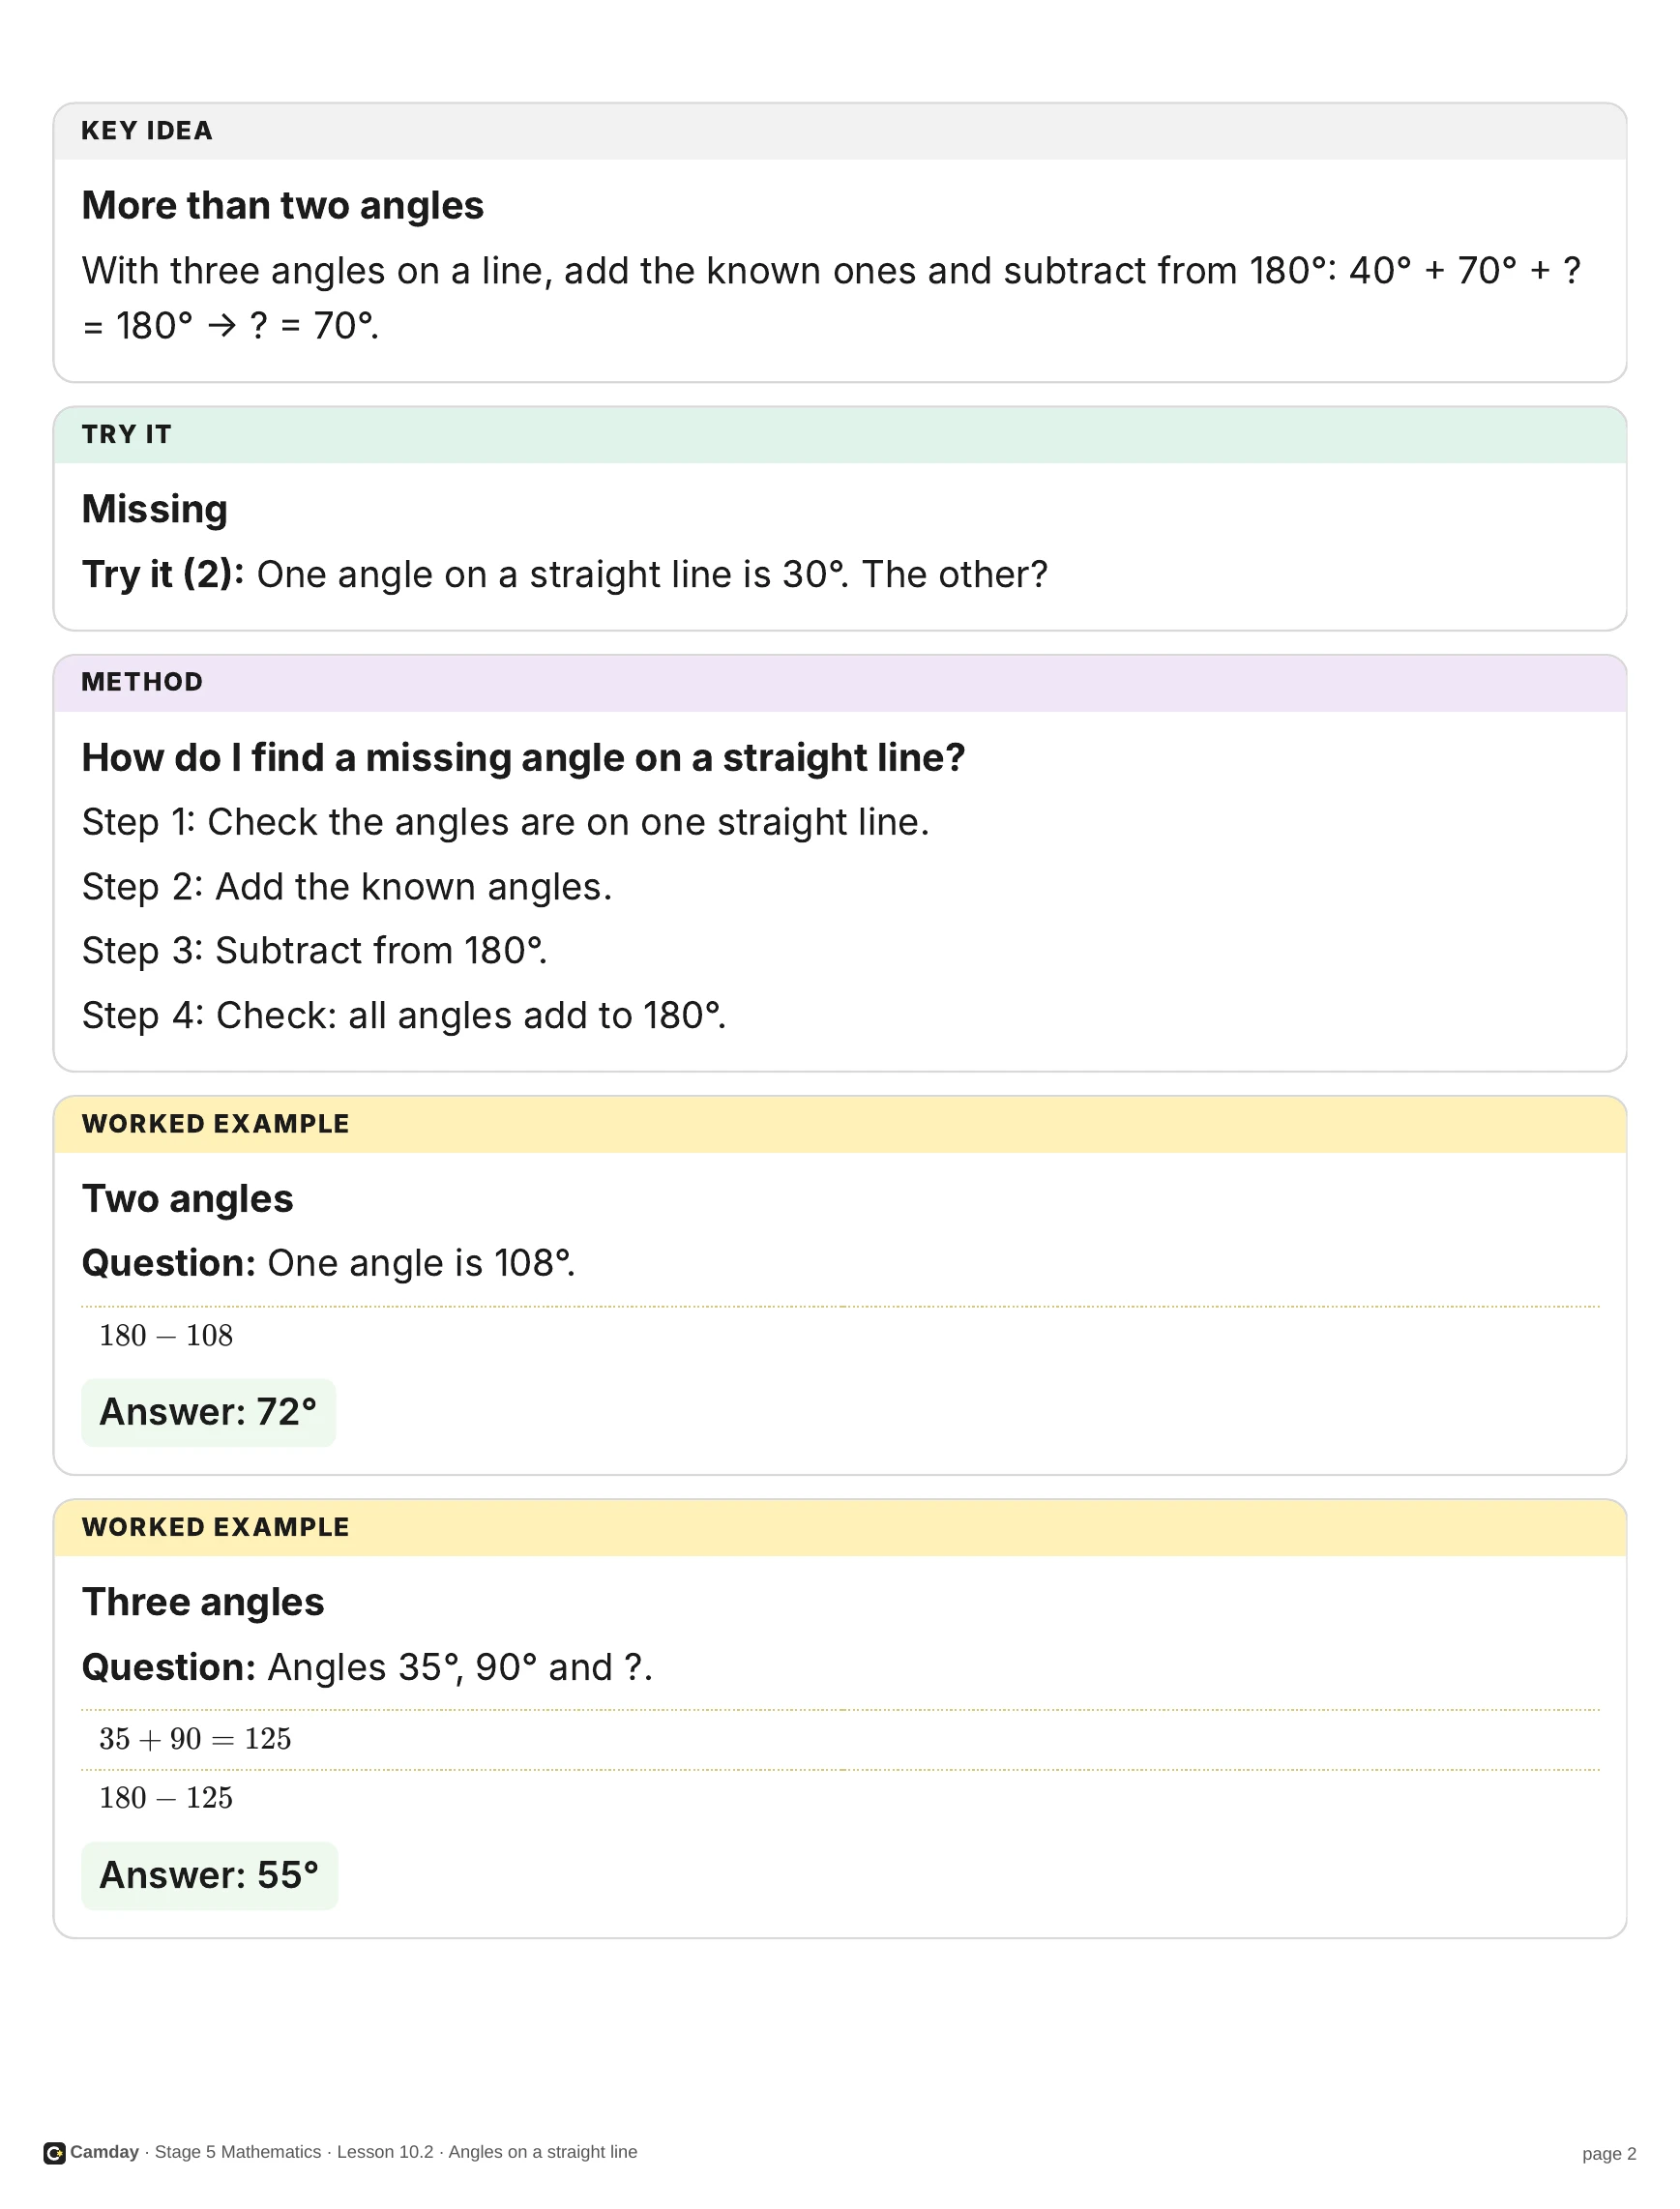 KEY IDEA
More than two angles
With three angles on a line, add the known ones and subtract from 180°: 40° + 70° + ?
= 180° → ? = 70°.
TRY IT
Missing
Try it (2): One angle on a straight line is 30°. The other?
METHOD
How do I find a missing angle on a straight line?
Step 1: Check the angles are on one straight line.
Step 2: Add the known angles.
Step 3: Subtract from 180°.
Step 4: Check: all angles add to 180°.
WORKED EXAMPLE
Two angles
Question: One angle is 108°.
180 − 108
Answer: 72°
WORKED EXAMPLE
Three angles
Question: Angles 35°, 90° and ?.
35 + 90 = 125
180 − 125
Answer: 55°
Camday · Stage 5 Mathematics · Lesson 10.2 · Angles on a straight line
page 2